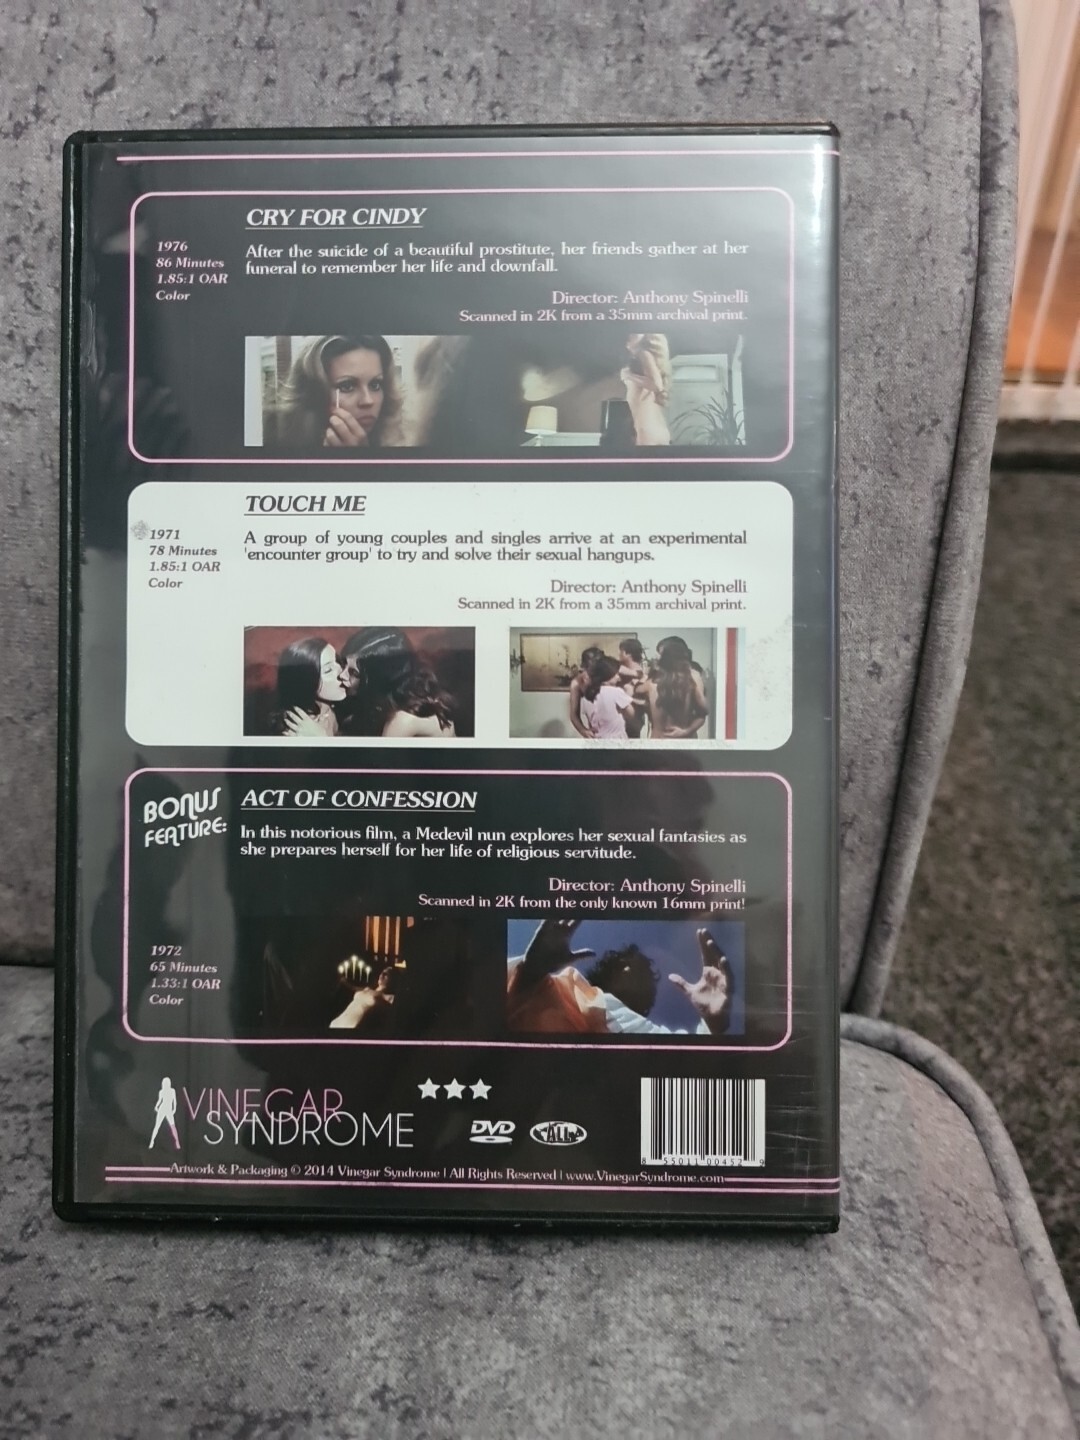 CRY FOR CINDY
1976
86 Minutes
1.85:1 OAR
Color
After the suicide of a beautiful prostitute, her friends gather at her
funeral to remember her life and downfall.
Director: Anthony Spinelli
Scanned in 2K from a 35mm archival print.
TOUCH ME
1971
78 Minutes
1.85:1 OAR
Color
A group of young couples and singles arrive at an experimental
'encounter group' to try and solve their sexual hangups.
Director: Anthony Spinelli
Scanned in 2K from a 35mm archival print.
BONUS
FEATURE:
ACT OF CONFESSION
In this notorious film, a Medevil nun explores her sexual fantasies as
she prepares herself for her life of religious servitude.
Director: Anthony Spinelli
Scanned in 2K from the only known 16mm print!
1972
65 Minutes
1.33:1 OAR
Color
VINEGAR
SYNDROME
DVD
ALL
8 55011 00452 9
Artwork & Packaging © 2014 Vinegar Syndrome | All Rights Reserved | www.VinegarSyndrome.com